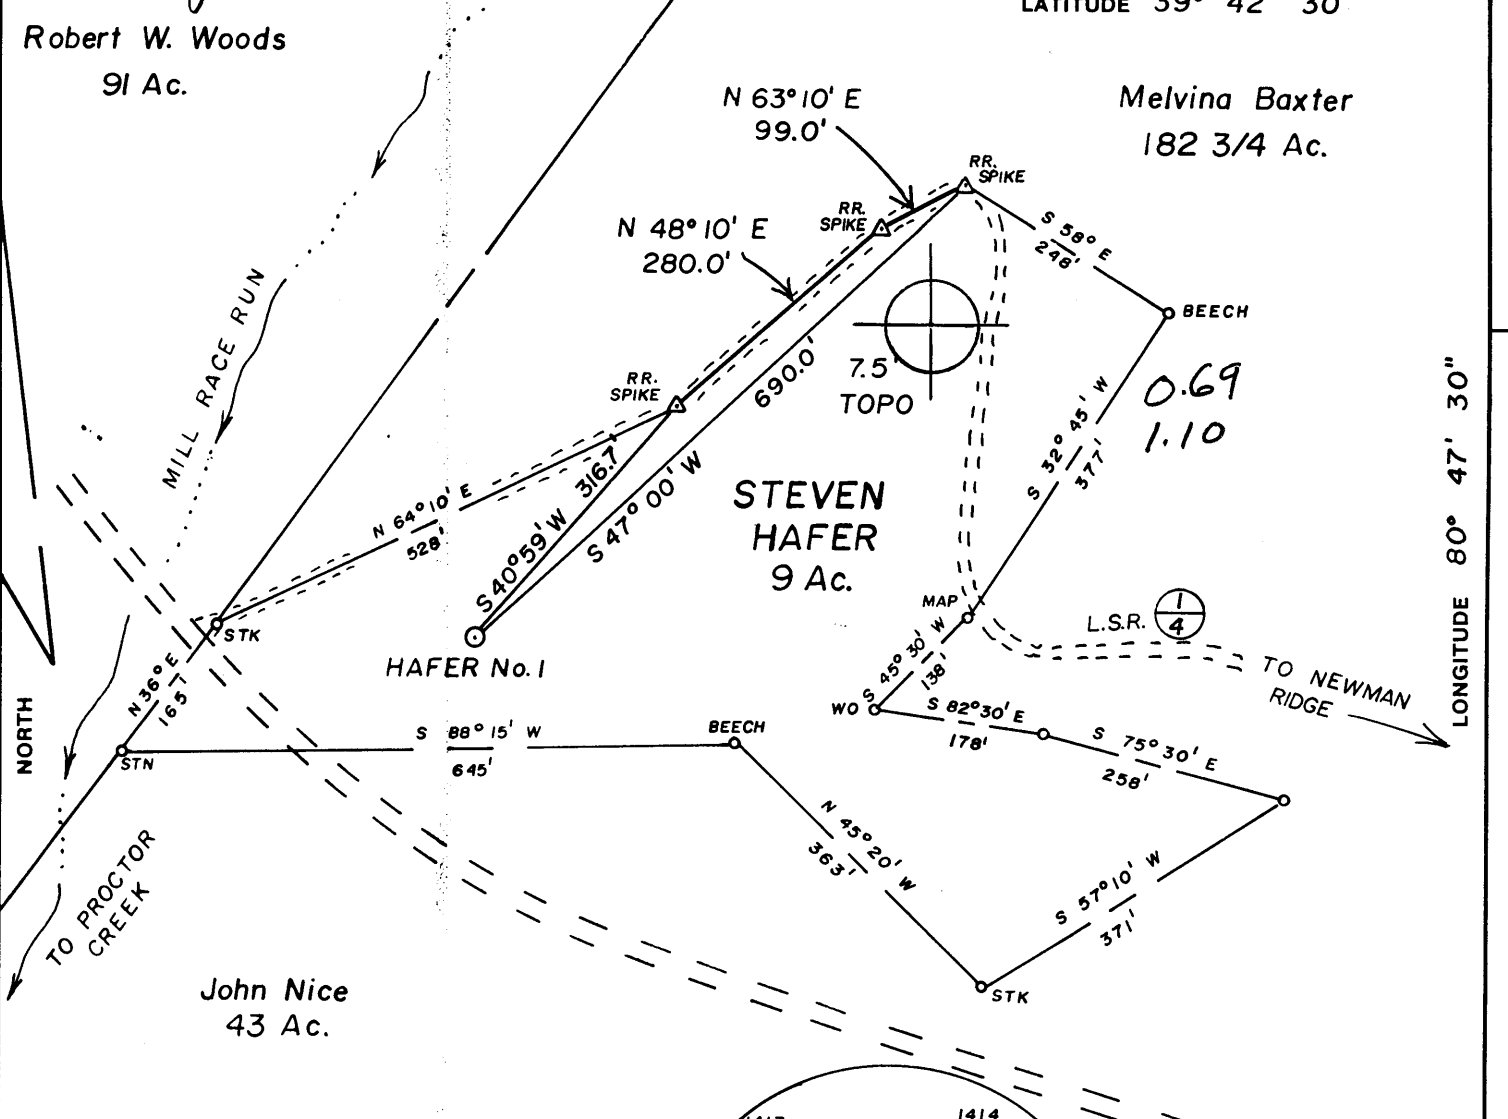 LATITUDE 39° 42' 30
Robert W. Woods
91 Ac.
N 63°10' E
99.0'
Melvina Baxter
182 3/4 Ac.
RR.
SPIKE
RR.
SPIKE
N 48°10' E
280.0'
S 58° E
248'
BEECH
MILL RACE RUN
690.0'
S 47° 00' W
7.5'
TOPO
0.69
1.10
RR.
SPIKE
316.7'
S 40°59' W
S 32° 45' W
377'
LONGITUDE 80° 47' 30"
N 64°10' E
528'
STEVEN
HAFER
9 Ac.
MAP
L.S.R. 1
4
STK
HAFER No. 1
N 36° E
165'
S 45° 30' W
138'
TO NEWMAN
RIDGE
NORTH
WO
S 82°30' E
178'
S 75°30' E
258'
STN
S 88° 15' W
645'
BEECH
N 45°20' W
363'
S 57°10' W
371'
TO PROCTOR
CREEK
STK
John Nice
43 Ac.
1414